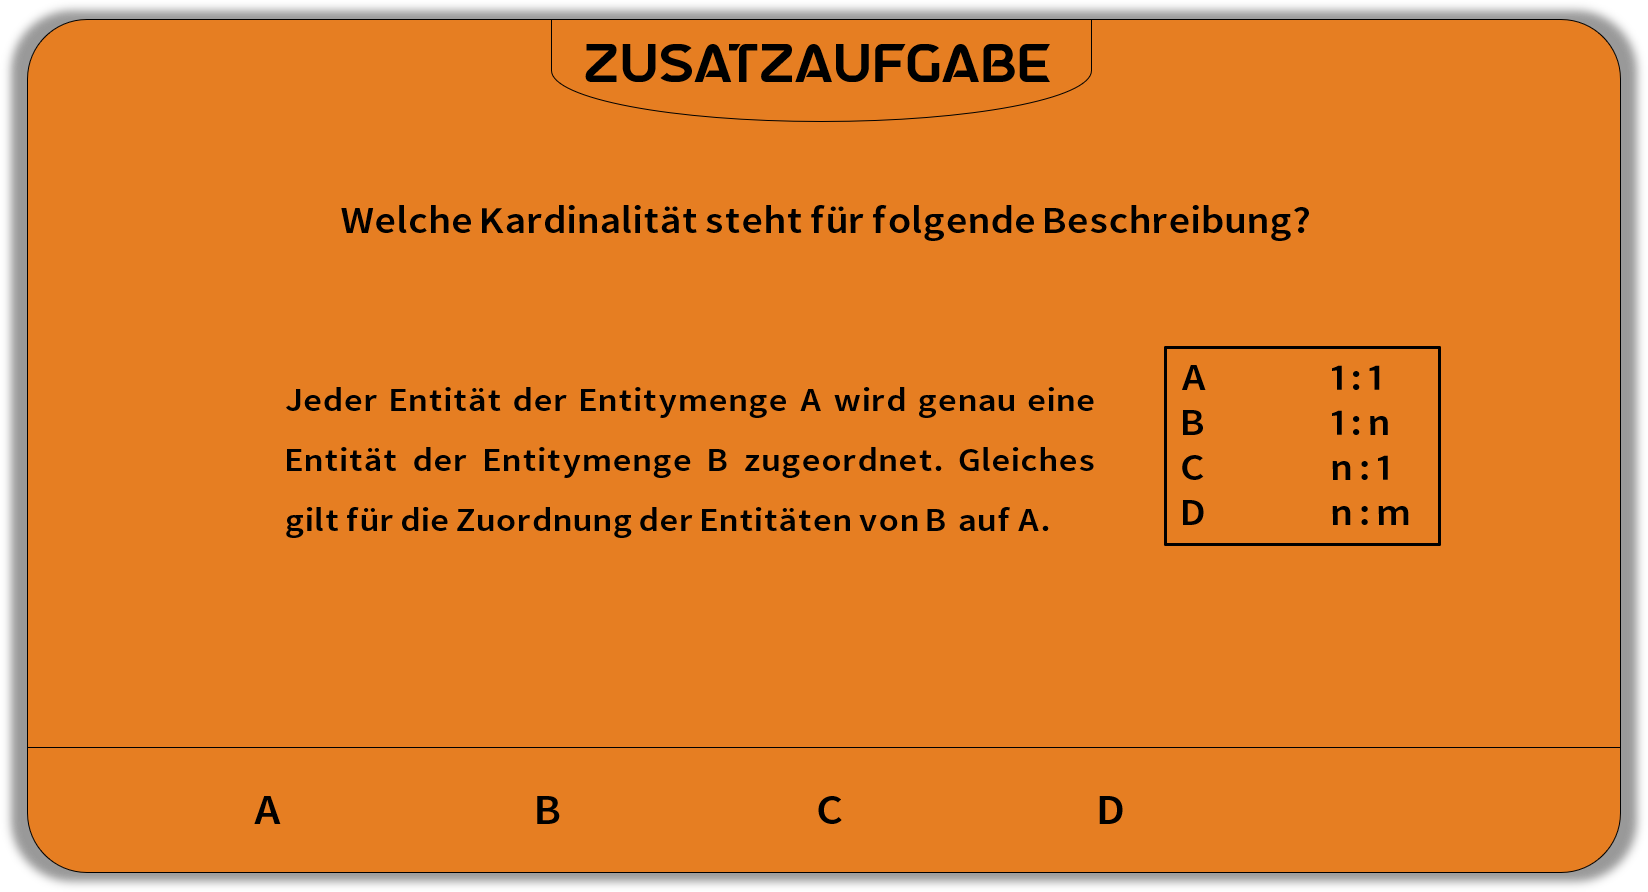 ZUSATZAUFGABE
Welche Kardinalität steht für folgende Beschreibung?
Jeder Entität der Entitymenge A wird genau eine
Entität der Entitymenge B zugeordnet. Gleiches
gilt für die Zuordnung der Entitäten von B auf A.
A 1:1
B 1:n
C n:1
D n:m
A B C D